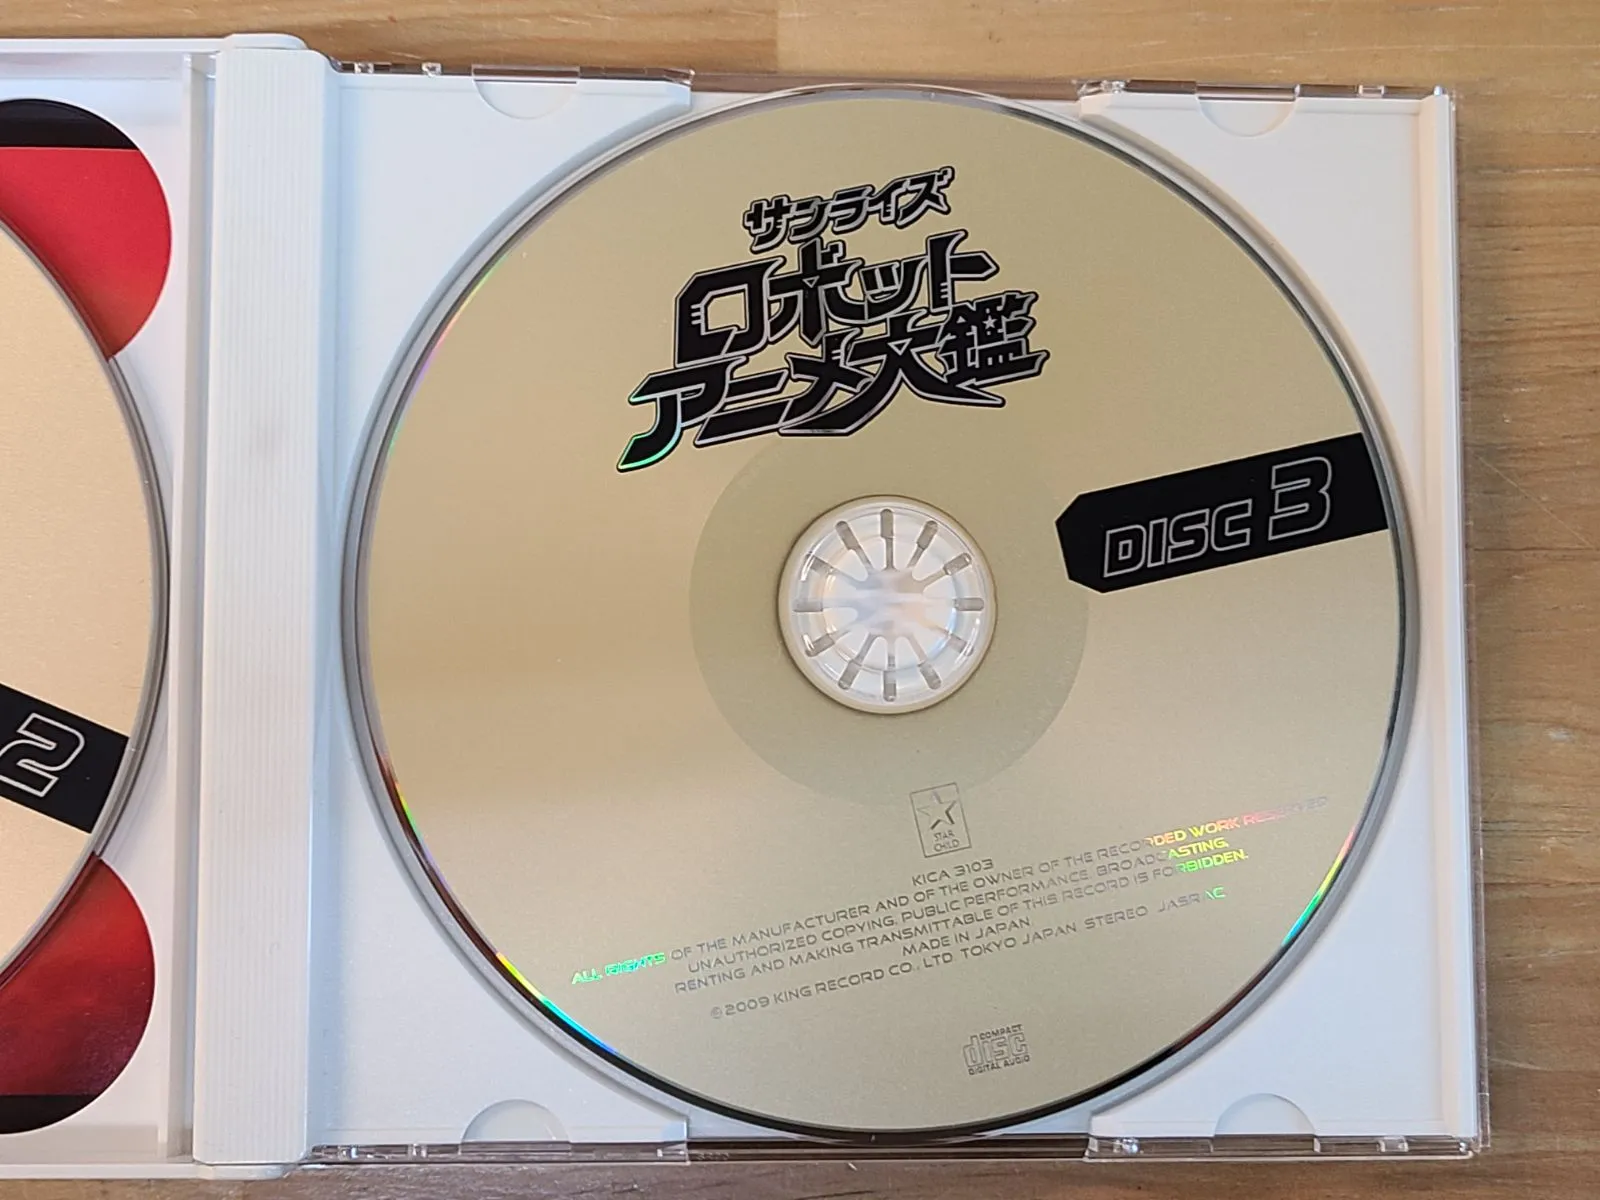 サンライズ
ロボット
アニメ大鑑
DISC 3
2
STAR
CHILD
KICA 3103
ALL RIGHTS OF THE MANUFACTURER AND OF THE OWNER OF THE RECORDED WORK RESERVED
UNAUTHORIZED COPYING, PUBLIC PERFORMANCE, BROADCASTING,
RENTING AND MAKING TRANSMITTABLE OF THIS RECORD IS FORBIDDEN.
MADE IN JAPAN
©2009 KING RECORD CO., LTD. TOKYO JAPAN. STEREO JASRAC
COMPACT
disc
DIGITAL AUDIO